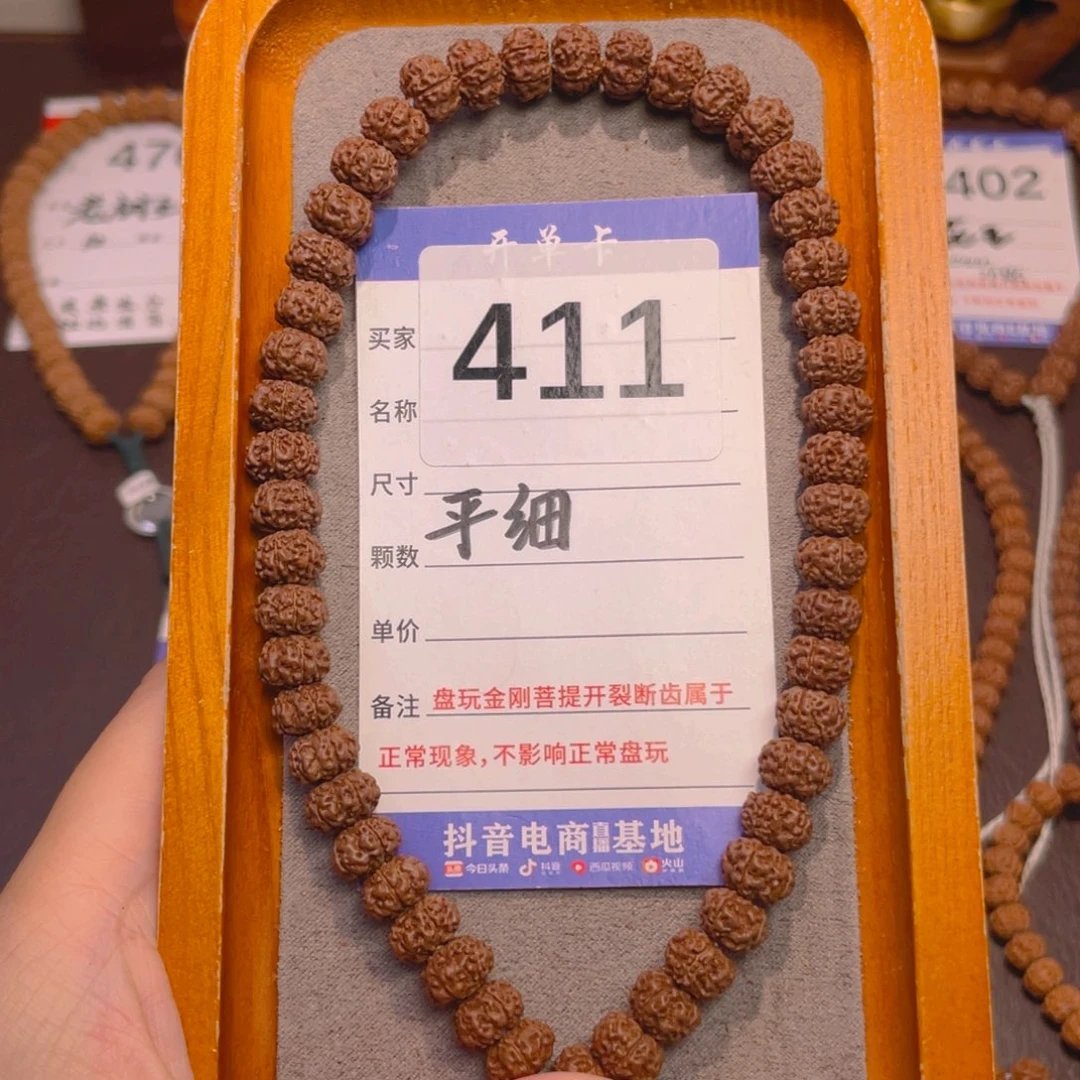 开单卡
411
买家
名称
尺寸
平细
颗数
单价
备注 盘玩金刚菩提开裂断齿属于
正常现象,不影响正常盘玩
抖音电商直播基地
头条 今日头条 抖音 西瓜视频 火山
470
402